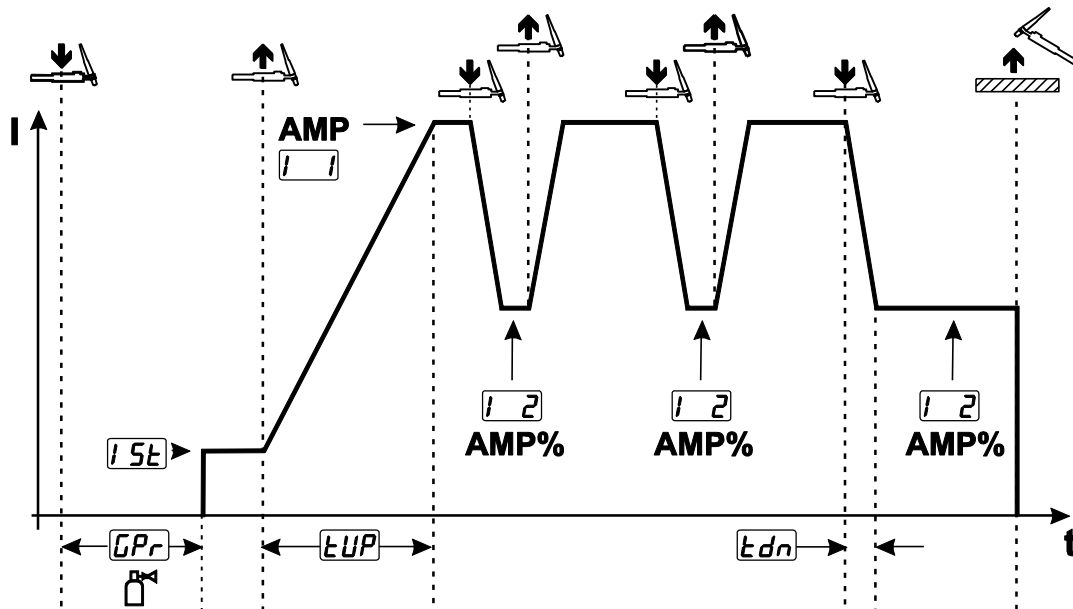 I
AMP
I 1
I 2
AMP%
I 2
AMP%
I 2
AMP%
I St
GPr
tUP
tdn
t